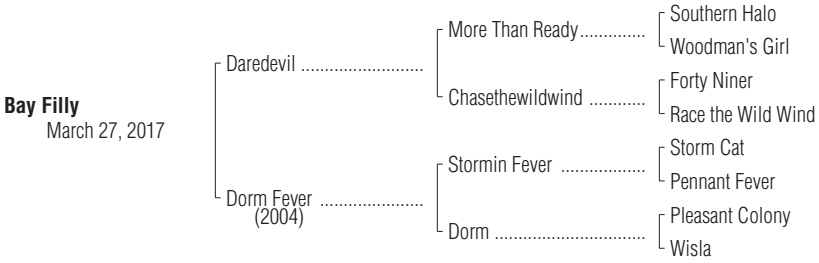 Southern Halo
More Than Ready..............
Woodman's Girl
Daredevil ..........................
Forty Niner
Chasethewildwind ............
Race the Wild Wind
Bay Filly
March 27, 2017
Storm Cat
Stormin Fever ..................
Pennant Fever
Dorm Fever ......................
(2004)
Pleasant Colony
Dorm ................................
Wisla